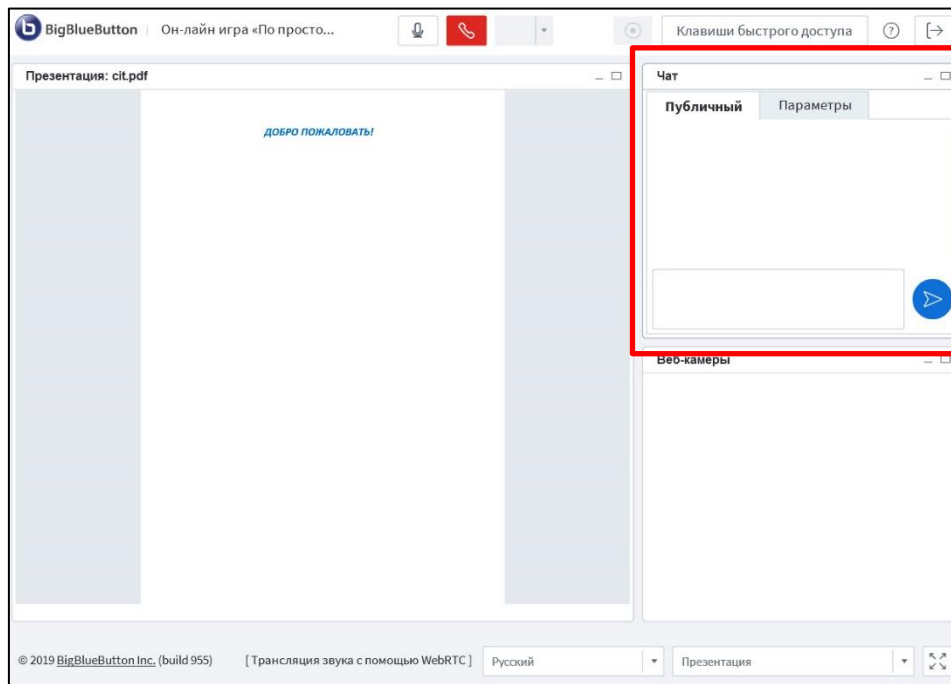 BigBlueButton
Он-лайн игра «По просто...
Клавиши быстрого доступа
Презентация: cit.pdf
ДОБРО ПОЖАЛОВАТЬ!
Чат
Публичный
Параметры
Веб-камеры
© 2019 BigBlueButton Inc. (build 955)
[ Трансляция звука с помощью WebRTC ]
Русский
Презентация